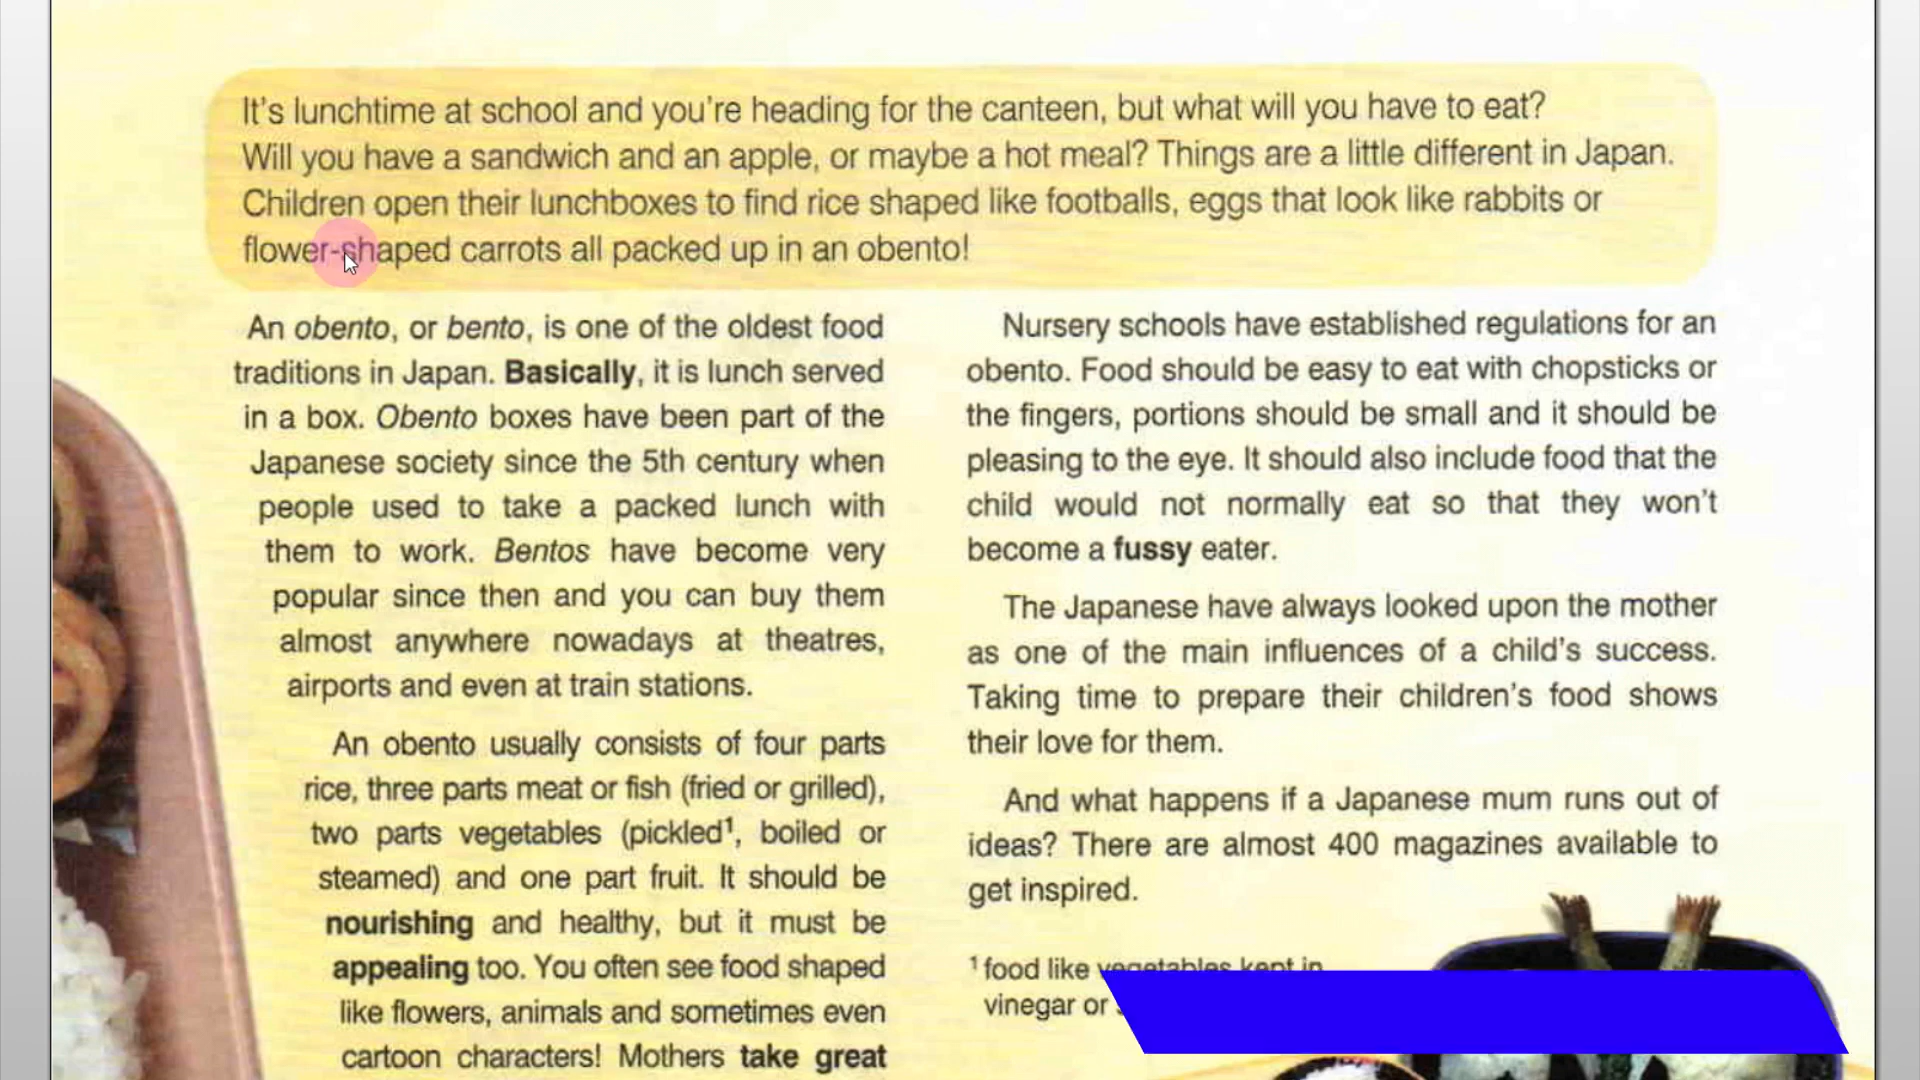 It's lunchtime at school and you're heading for the canteen, but what will you have to eat?
Will you have a sandwich and an apple, or maybe a hot meal? Things are a little different in Japan.
Children open their lunchboxes to find rice shaped like footballs, eggs that look like rabbits or
flower-shaped carrots all packed up in an obento!
An obento, or bento, is one of the oldest food
traditions in Japan. Basically, it is lunch served
in a box. Obento boxes have been part of the
Japanese society since the 5th century when
people used to take a packed lunch with
them to work. Bentos have become very
popular since then and you can buy them
almost anywhere nowadays at theatres,
airports and even at train stations.
An obento usually consists of four parts
rice, three parts meat or fish (fried or grilled),
two parts vegetables (pickled¹, boiled or
steamed) and one part fruit. It should be
nourishing and healthy, but it must be
appealing too. You often see food shaped
like flowers, animals and sometimes even
cartoon characters! Mothers take great
Nursery schools have established regulations for an
obento. Food should be easy to eat with chopsticks or
the fingers, portions should be small and it should be
pleasing to the eye. It should also include food that the
child would not normally eat so that they won't
become a fussy eater.
The Japanese have always looked upon the mother
as one of the main influences of a child's success.
Taking time to prepare their children's food shows
their love for them.
And what happens if a Japanese mum runs out of
ideas? There are almost 400 magazines available to
get inspired.
¹ food like vegetables kept in
vinegar or